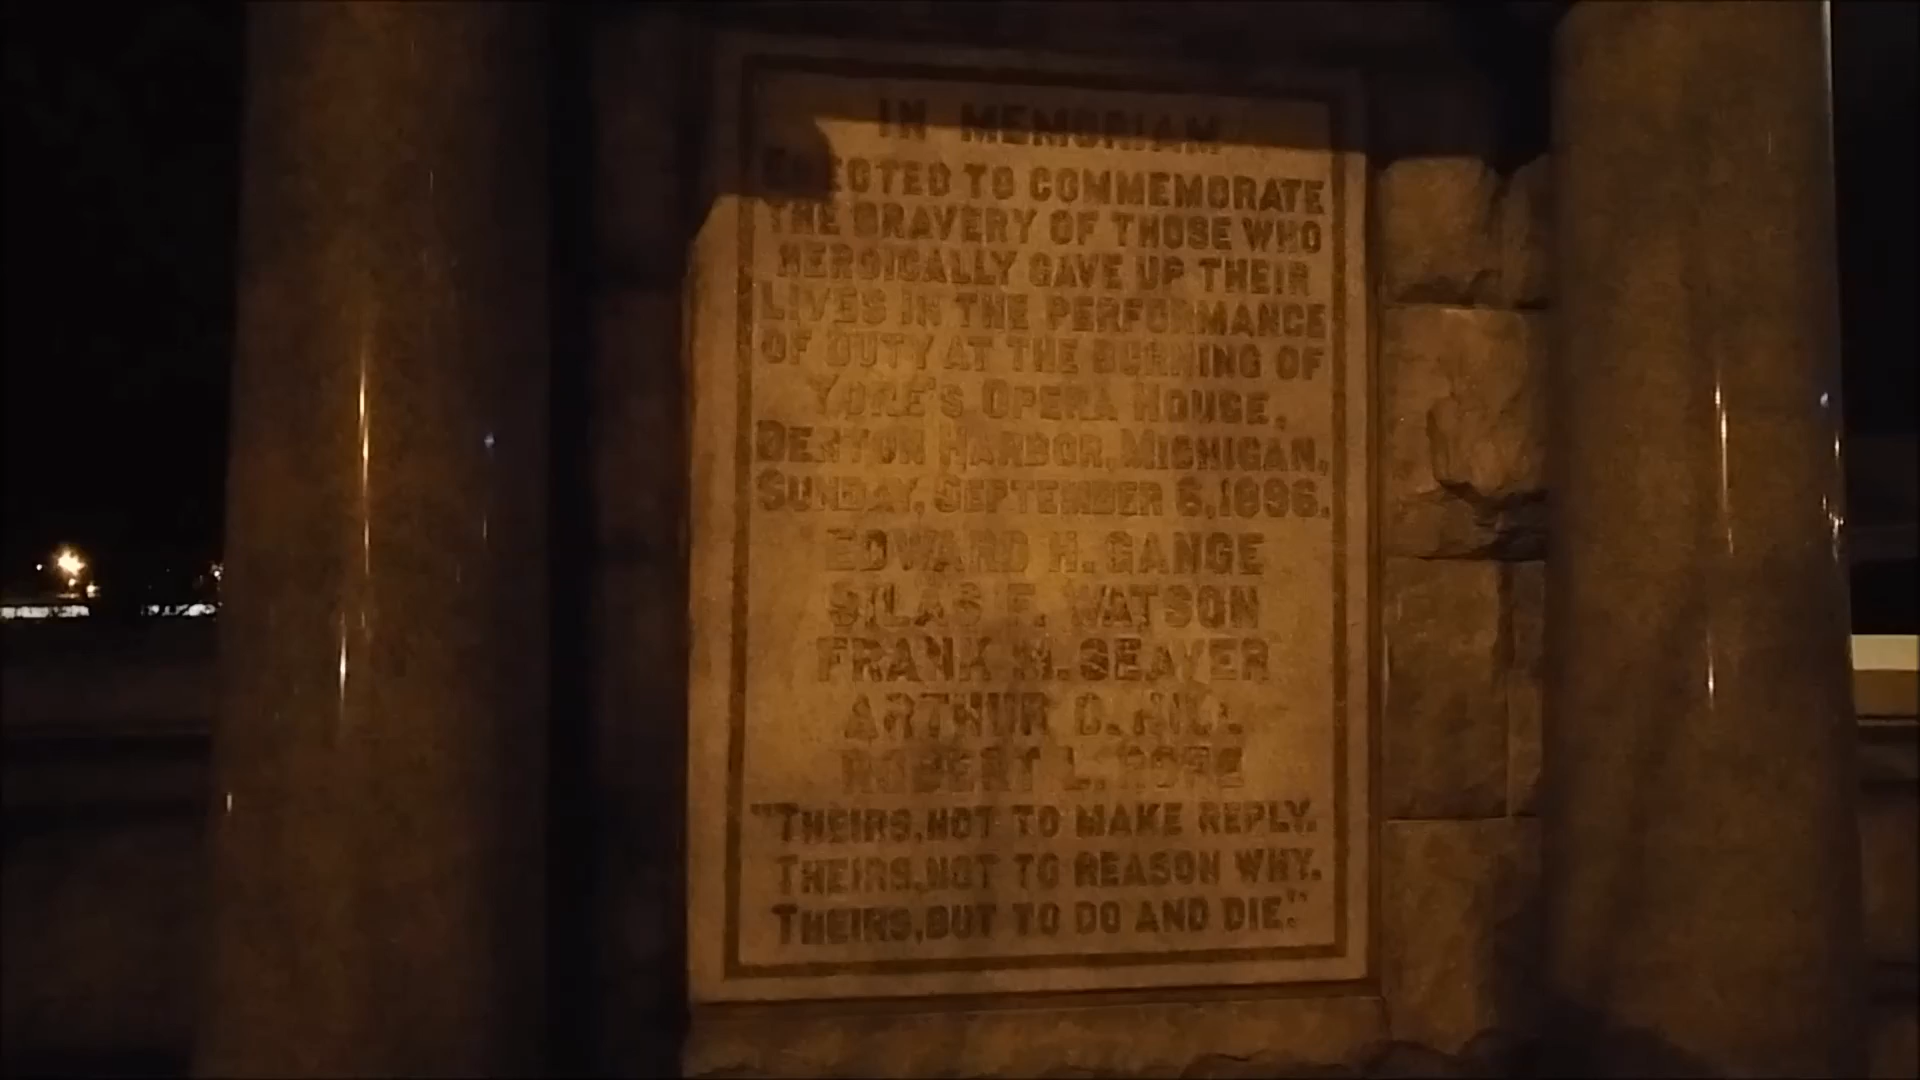 IN MEMORIAM
ERECTED TO COMMEMORATE
THE BRAVERY OF THOSE WHO
HEROICALLY GAVE UP THEIR
LIVES IN THE PERFORMANCE
OF DUTY AT THE BURNING OF
YORE'S OPERA HOUSE,
BENTON HARBOR, MICHIGAN,
SUNDAY, SEPTEMBER 6, 1896.
EDWARD H. GANGE
SILAS F. WATSON
FRANK M. SEAVER
ARTHUR C. HILL
ROBERT L. ROFE
"THEIRS, NOT TO MAKE REPLY.
THEIRS, NOT TO REASON WHY.
THEIRS, BUT TO DO AND DIE."